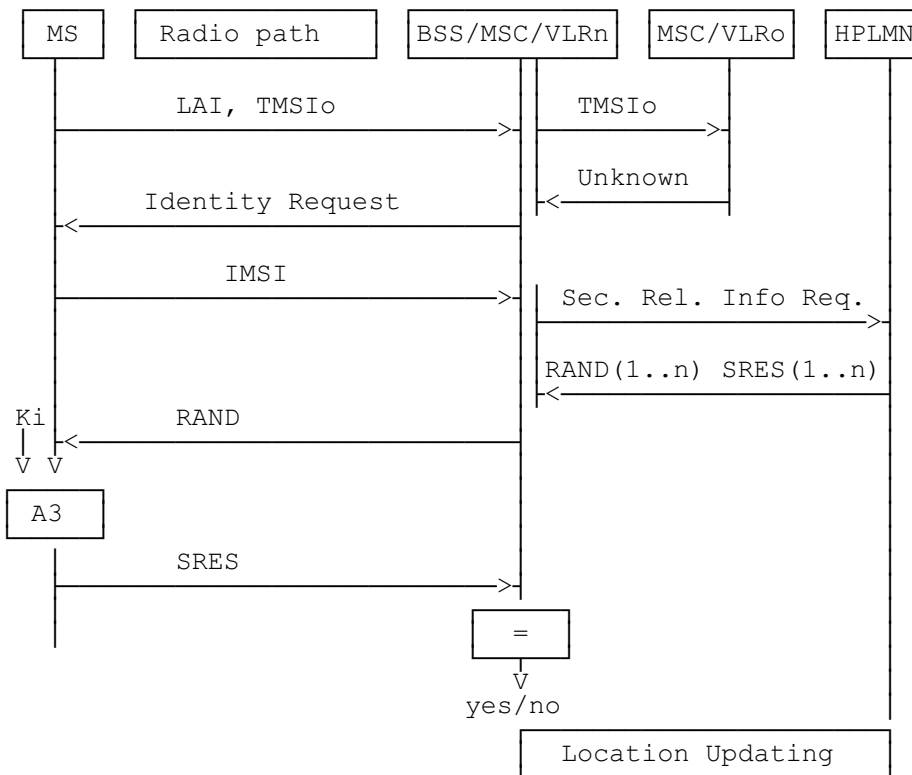 MS Radio path BSS/MSC/VLRn MSC/VLRo HPLMN
LAI, TMSIo TMSIo
Unknown
Identity Request
IMSI
Sec. Rel. Info Req.
RAND(1..n) SRES(1..n)
Ki RAND
A3
SRES
=
yes/no
Location Updating